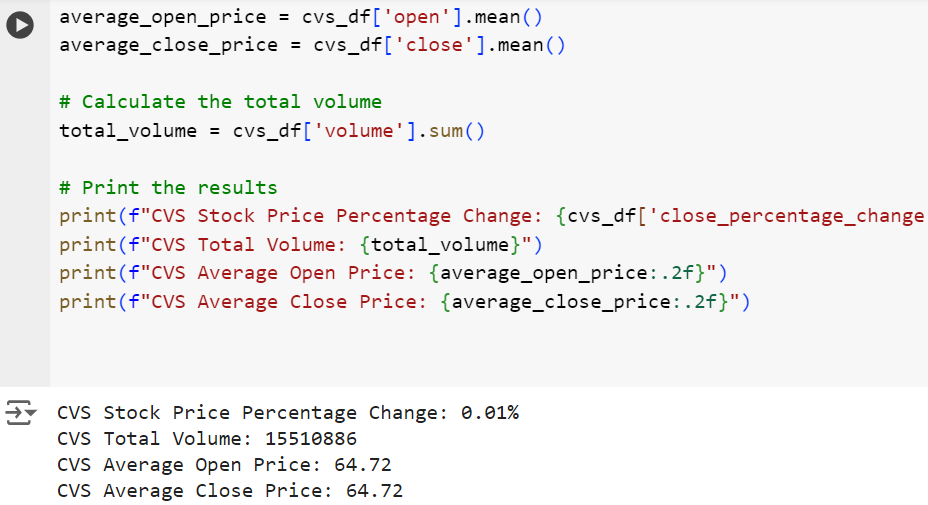 average_open_price = cvs_df['open'].mean()
average_close_price = cvs_df['close'].mean()
# Calculate the total volume
total_volume = cvs_df['volume'].sum()
# Print the results
print(f"CVS Stock Price Percentage Change: {cvs_df['close_percentage_change
print(f"CVS Total Volume: {total_volume}")
print(f"CVS Average Open Price: {average_open_price:.2f}")
print(f"CVS Average Close Price: {average_close_price:.2f}")
CVS Stock Price Percentage Change: 0.01%
CVS Total Volume: 15510886
CVS Average Open Price: 64.72
CVS Average Close Price: 64.72